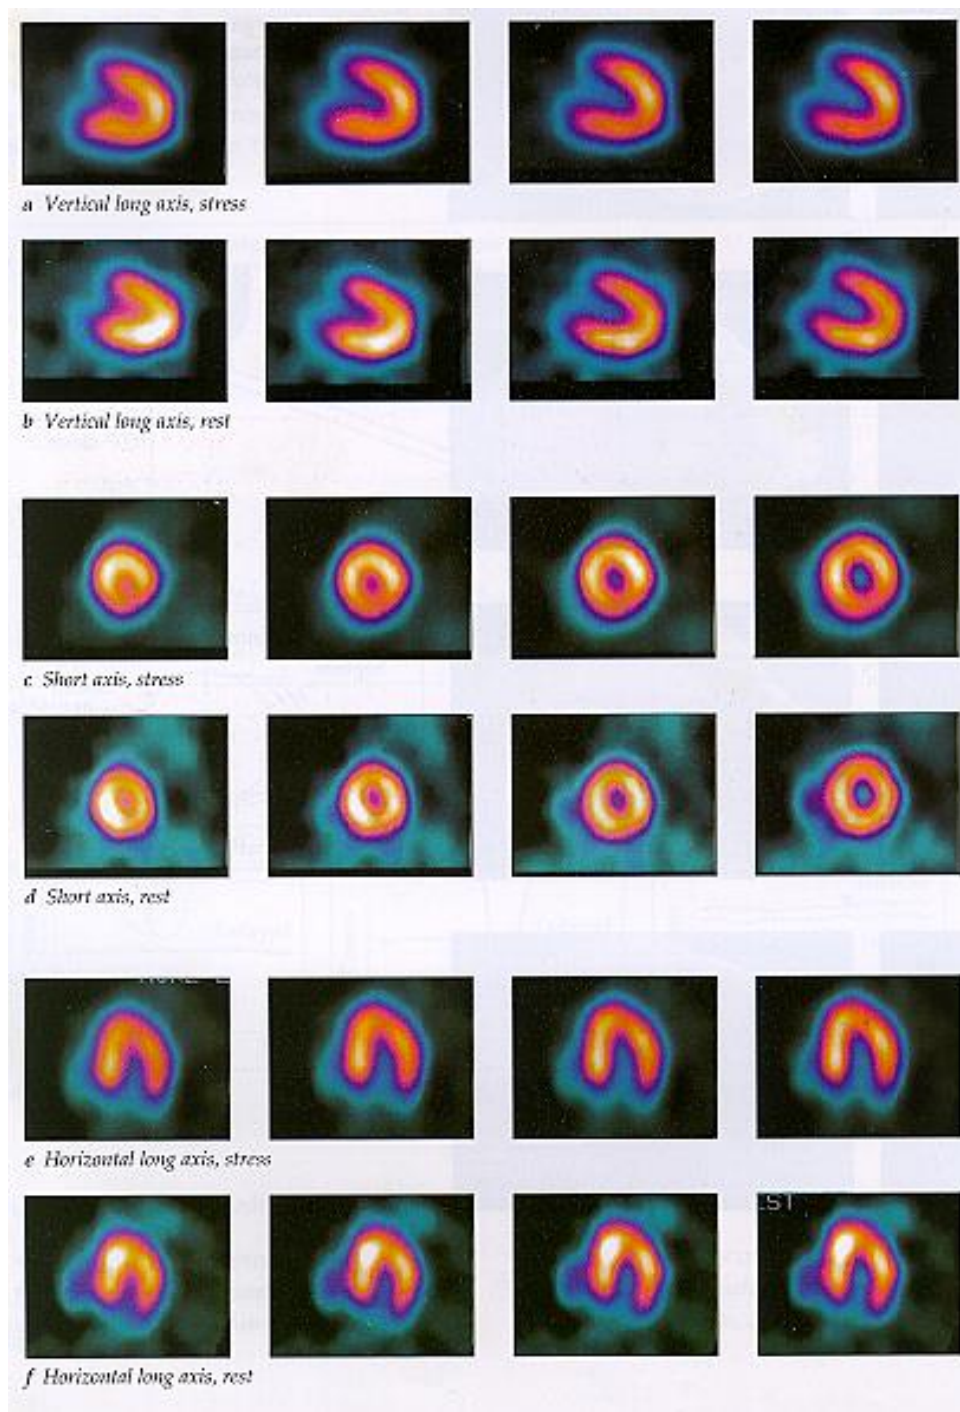 a Vertical long axis, stress
b Vertical long axis, rest
c Short axis, stress
d Short axis, rest
e Horizontal long axis, stress
EST
f Horizontal long axis, rest